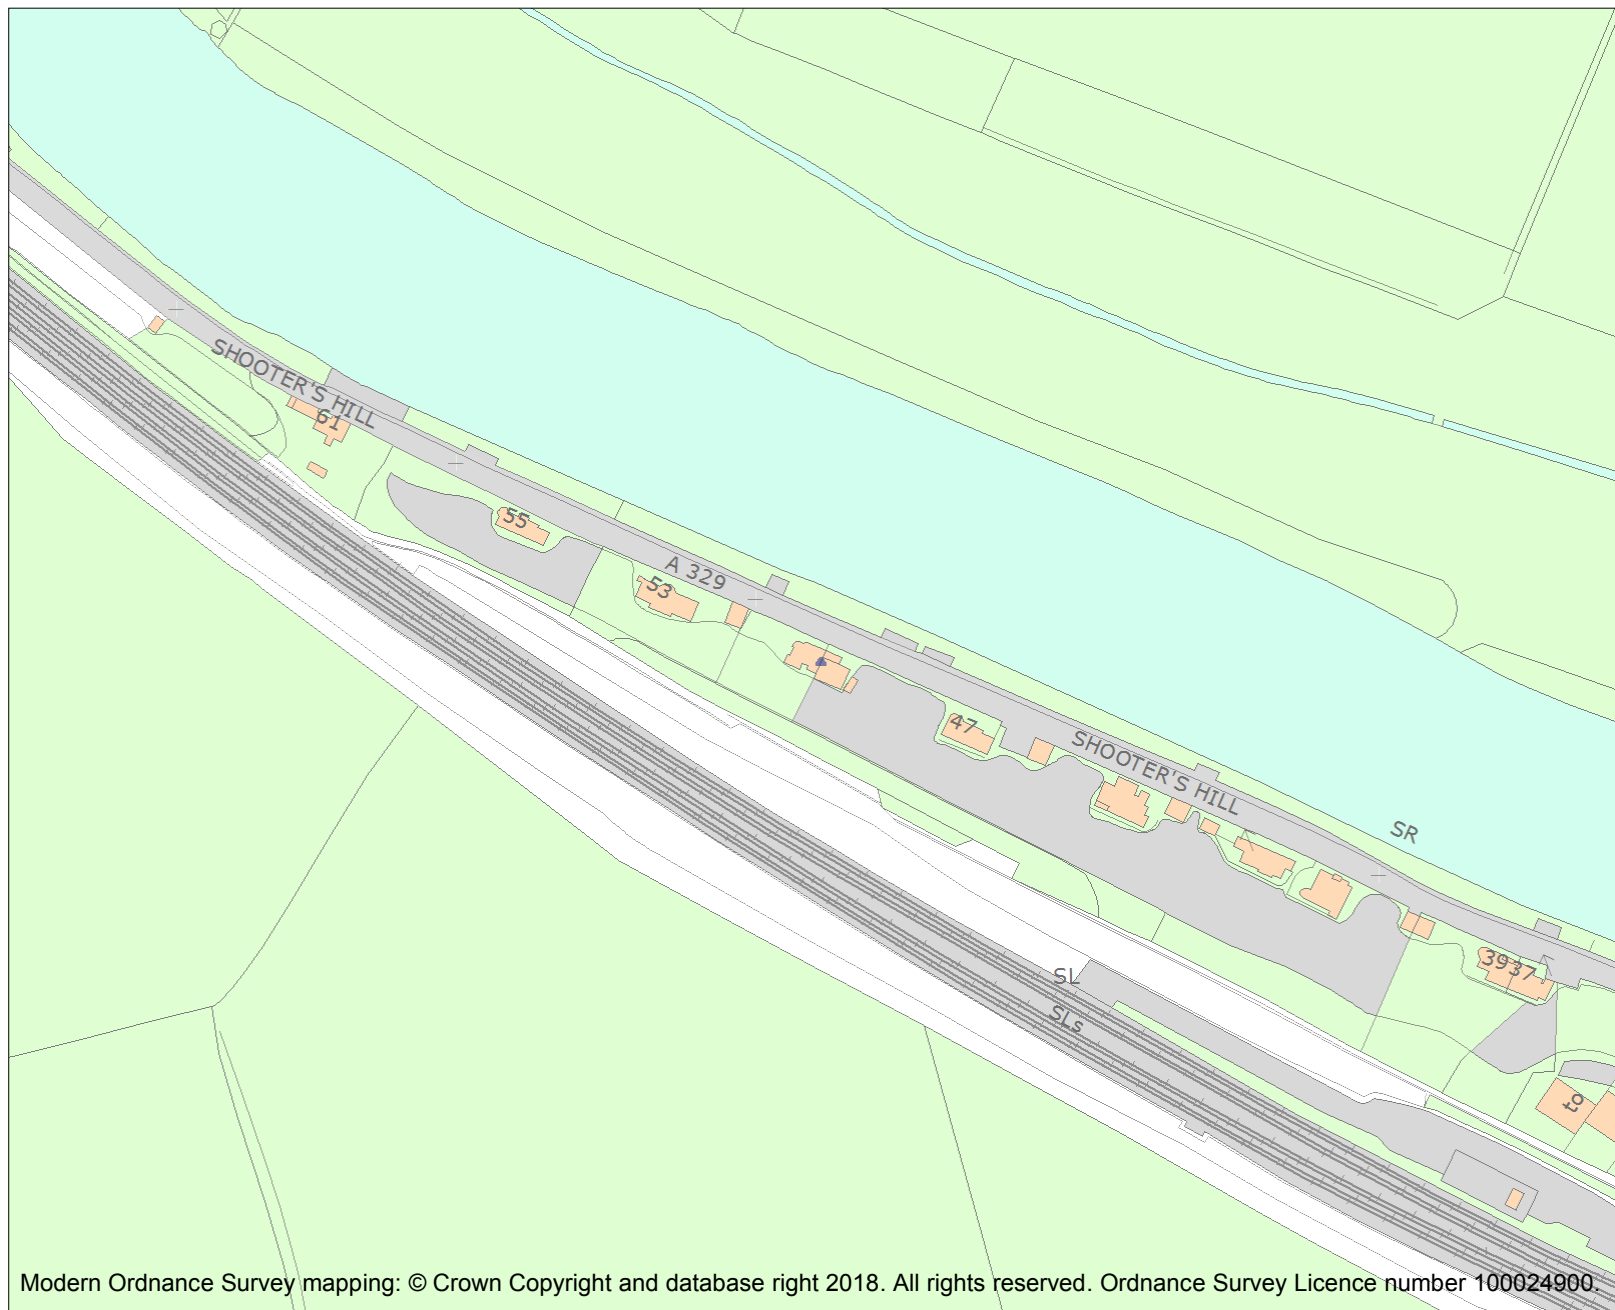 SHOOTER'S HILL
61
55
A 329
53
47
SHOOTER'S HILL
SR
3937
SL
SLs
to
Modern Ordnance Survey mapping: © Crown Copyright and database right 2018. All rights reserved. Ordnance Survey Licence number 100024900.